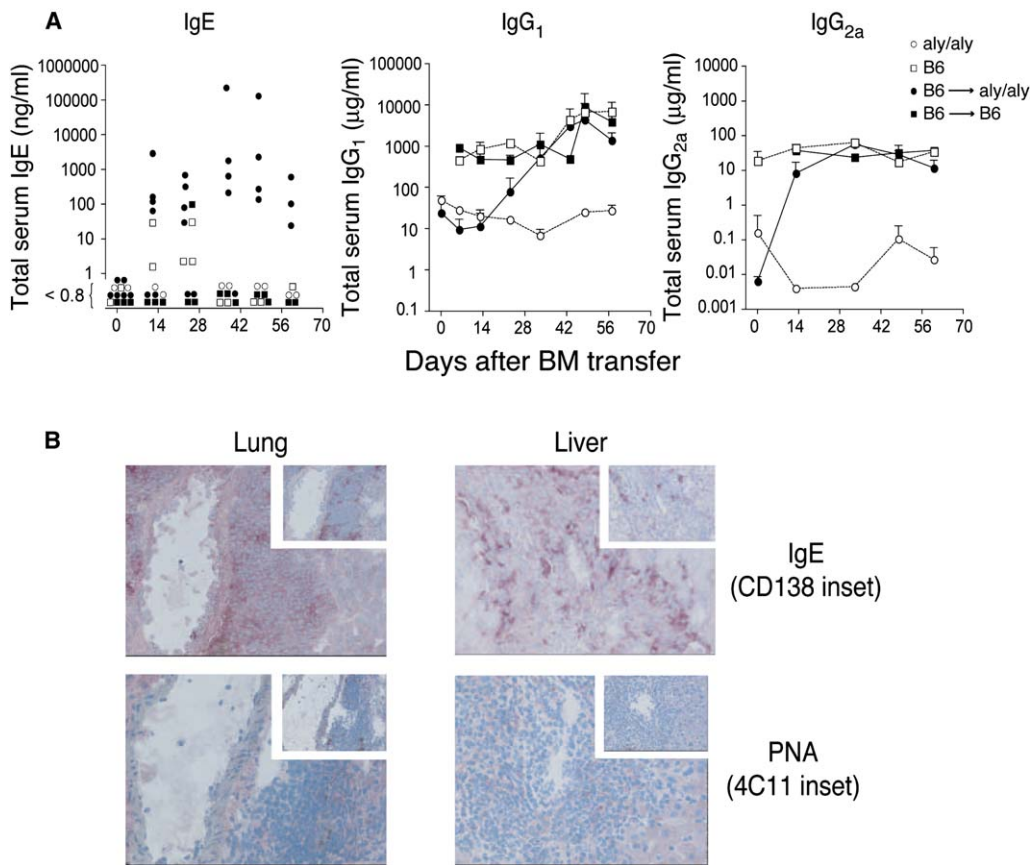 A
IgE
IgG1
IgG2a
aly/aly
B6
B6 → aly/aly
B6 → B6
Total serum IgE (ng/ml)
1000000
100000
10000
1000
100
10
1
< 0.8
0 14 28 42 56 70
Total serum IgG1 (µg/ml)
100000
10000
1000
100
10
1
0.1
0 14 28 42 56 70
Total serum IgG2a (µg/ml)
1000
100
10
1
0.1
0.01
0.001
0 14 28 42 56 70
Days after BM transfer
B
Lung
Liver
IgE
(CD138 inset)
PNA
(4C11 inset)